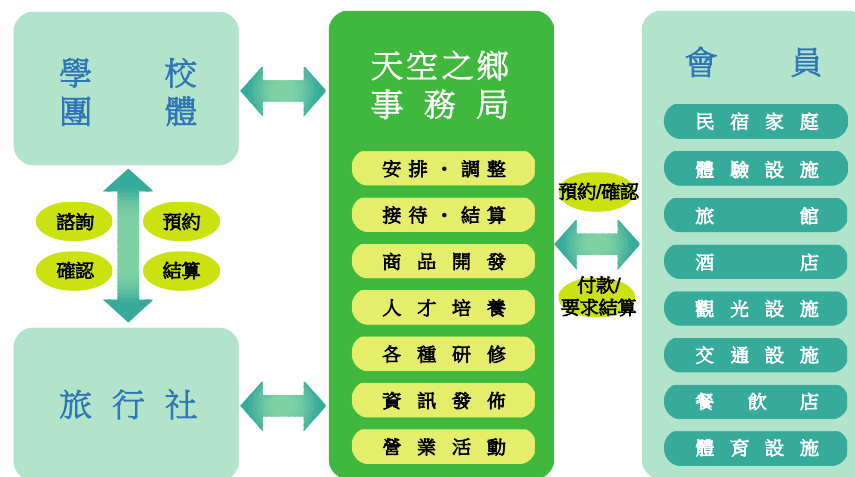 學校
團體
諮詢
預約
確認
結算
旅行社
天空之鄉
事務局
安排・調整
接待・結算
商品開發
人才培養
各種研修
資訊發佈
營業活動
預約/確認
付款/
要求結算
會員
民宿家庭
體驗設施
旅館
酒店
觀光設施
交通設施
餐飲店
體育設施